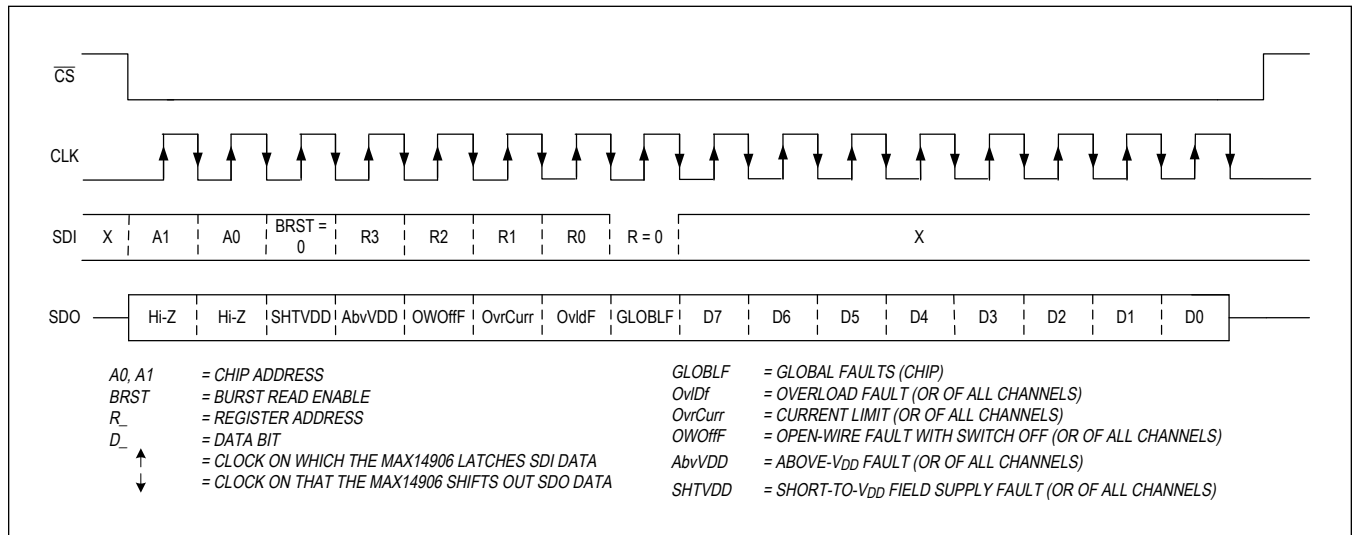 CS
CLK
SDI X A1 A0 BRST = 0 R3 R2 R1 R0 R = 0 X
SDO Hi-Z Hi-Z SHTVDD AbvVDD OWOffF OvrCurr OvldF GLOBLF D7 D6 D5 D4 D3 D2 D1 D0
A0, A1 = CHIP ADDRESS
BRST = BURST READ ENABLE
R_ = REGISTER ADDRESS
D_ = DATA BIT
↑ = CLOCK ON WHICH THE MAX14906 LATCHES SDI DATA
↓ = CLOCK ON THAT THE MAX14906 SHIFTS OUT SDO DATA
GLOBLF = GLOBAL FAULTS (CHIP)
OvlDf = OVERLOAD FAULT (OR OF ALL CHANNELS)
OvrCurr = CURRENT LIMIT (OR OF ALL CHANNELS)
OWOffF = OPEN-WIRE FAULT WITH SWITCH OFF (OR OF ALL CHANNELS)
AbvVDD = ABOVE-VDD FAULT (OR OF ALL CHANNELS)
SHTVDD = SHORT-TO-VDD FIELD SUPPLY FAULT (OR OF ALL CHANNELS)